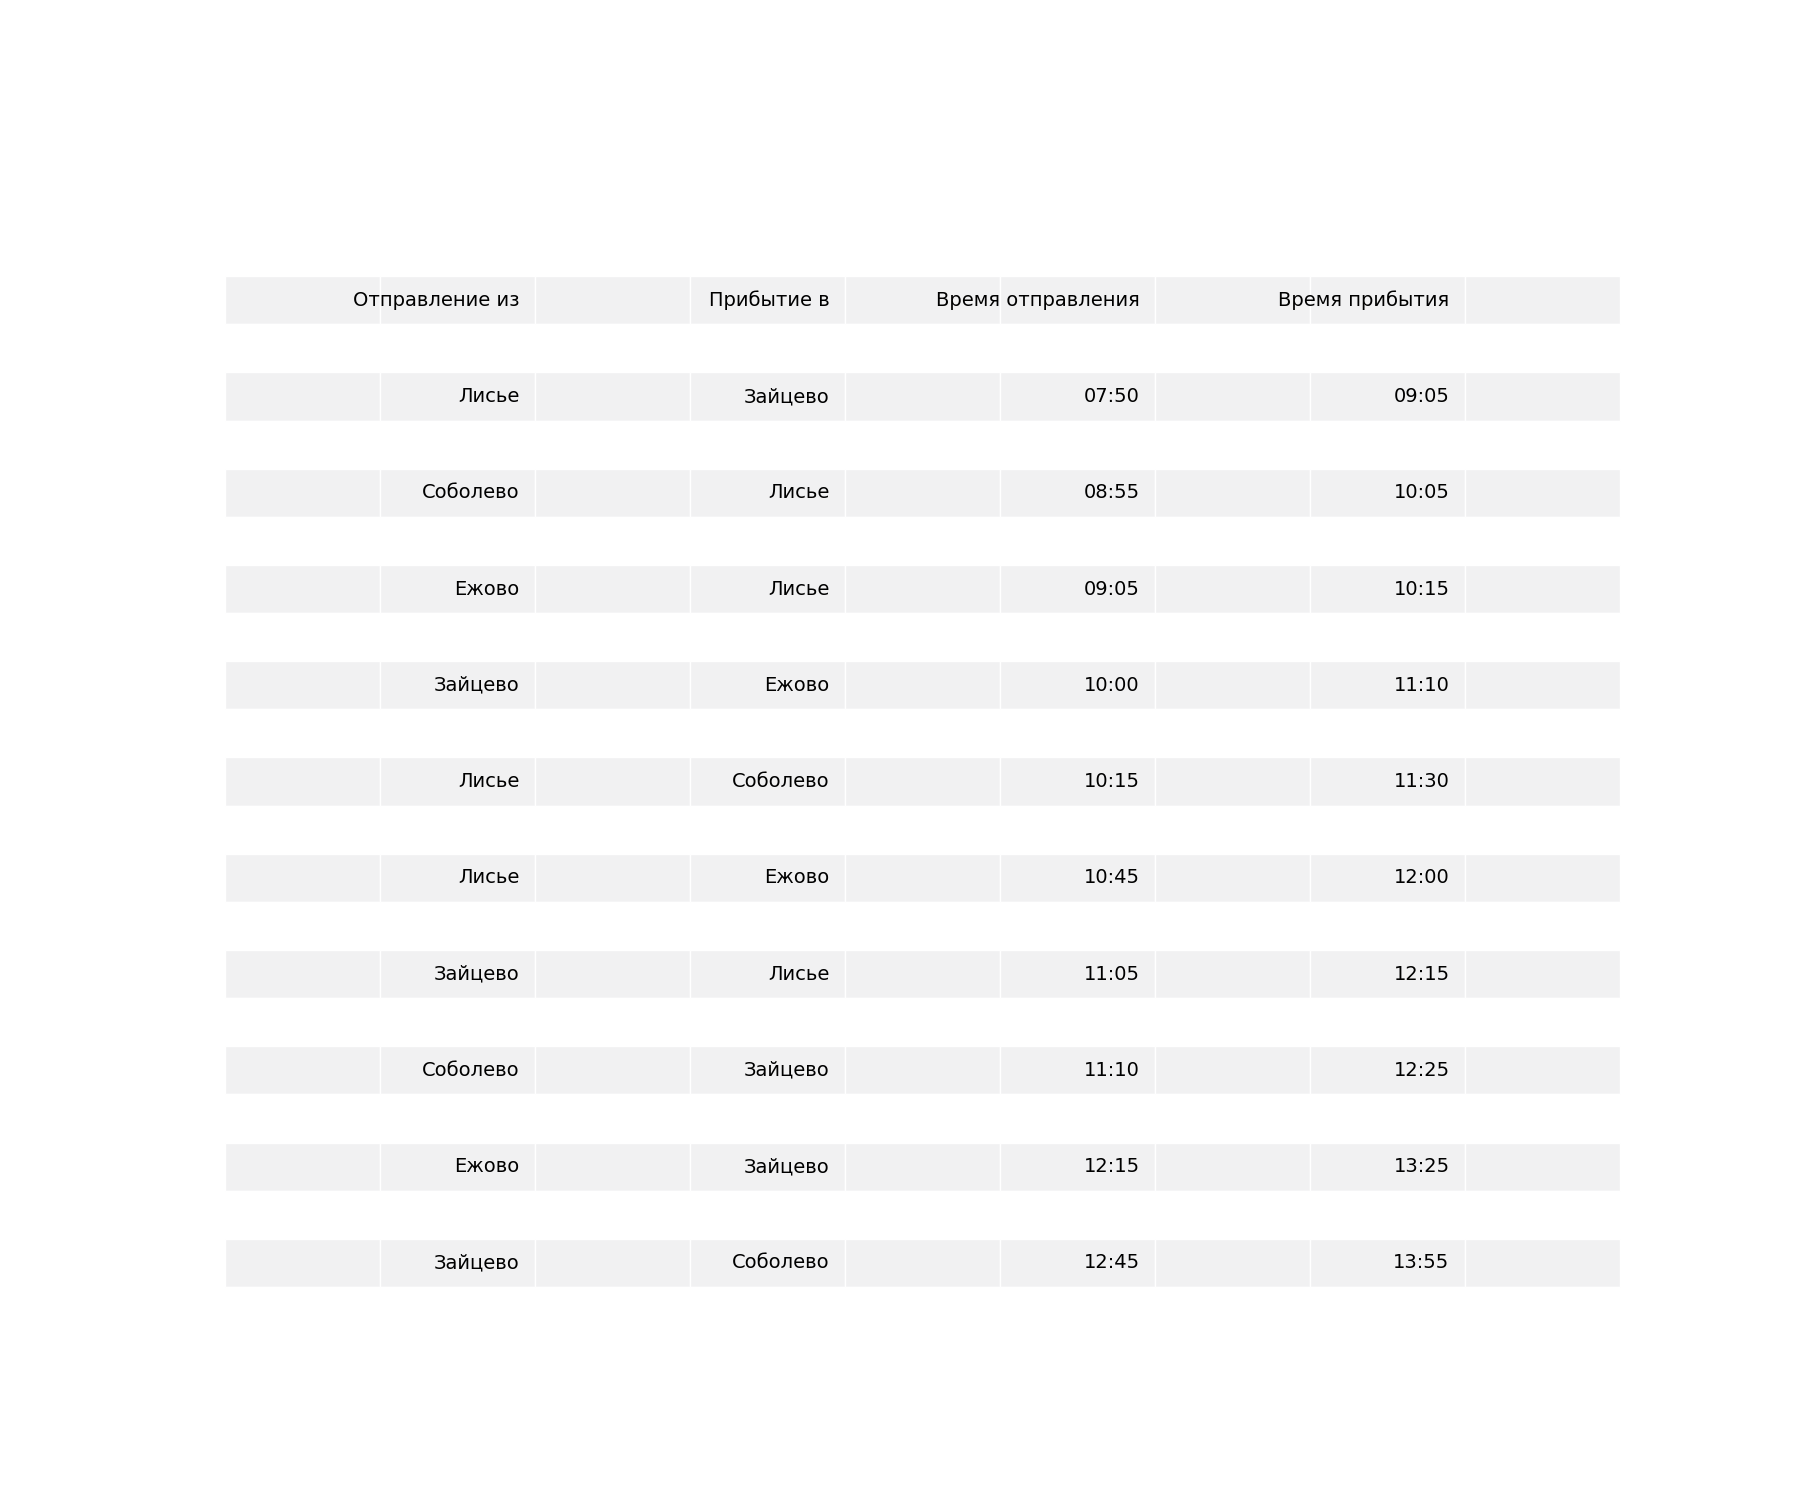 Отправление из Прибытие в Время отправления Время прибытия
Лисье Зайцево 07:50 09:05
Соболево Лисье 08:55 10:05
Ежово Лисье 09:05 10:15
Зайцево Ежово 10:00 11:10
Лисье Соболево 10:15 11:30
Лисье Ежово 10:45 12:00
Зайцево Лисье 11:05 12:15
Соболево Зайцево 11:10 12:25
Ежово Зайцево 12:15 13:25
Зайцево Соболево 12:45 13:55